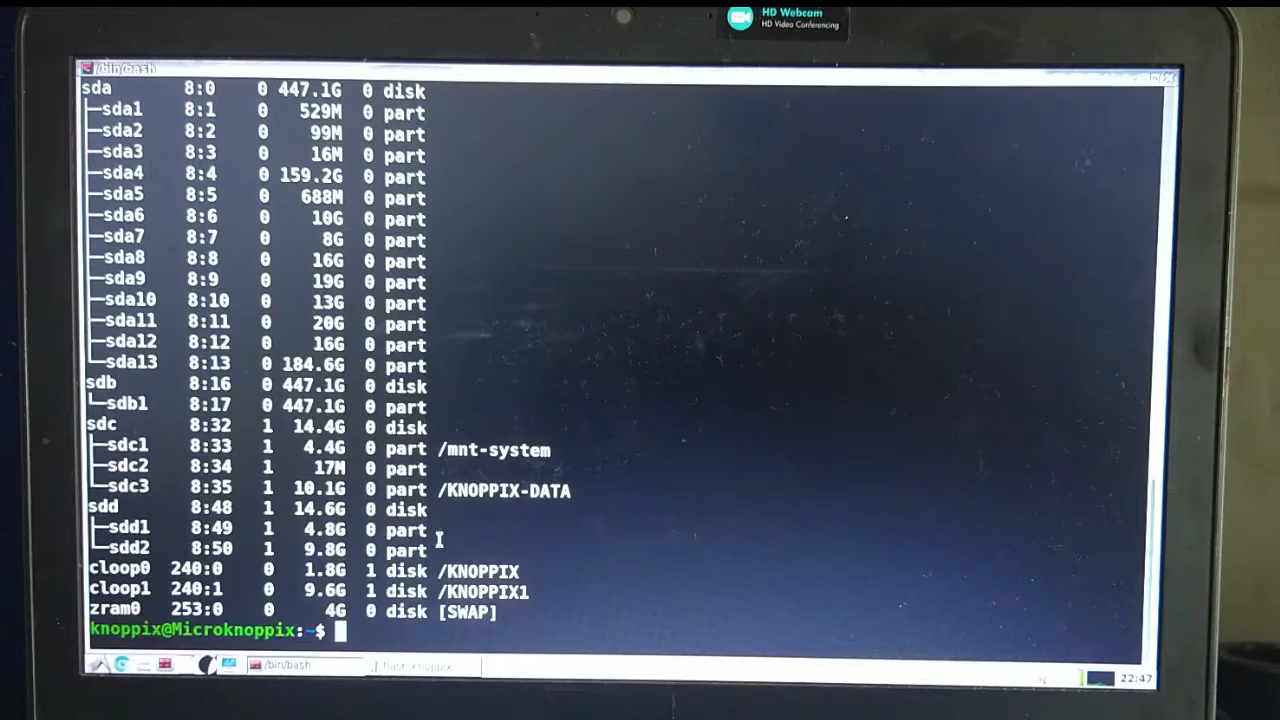 HD Webcam
HD Video Conferencing
/bin/bash
sda 8:0 0 447.1G 0 disk
├─sda1 8:1 0 529M 0 part
├─sda2 8:2 0 99M 0 part
├─sda3 8:3 0 16M 0 part
├─sda4 8:4 0 159.2G 0 part
├─sda5 8:5 0 688M 0 part
├─sda6 8:6 0 10G 0 part
├─sda7 8:7 0 8G 0 part
├─sda8 8:8 0 16G 0 part
├─sda9 8:9 0 19G 0 part
├─sda10 8:10 0 13G 0 part
├─sda11 8:11 0 20G 0 part
├─sda12 8:12 0 16G 0 part
└─sda13 8:13 0 184.6G 0 part
sdb 8:16 0 447.1G 0 disk
└─sdb1 8:17 0 447.1G 0 part
sdc 8:32 1 14.4G 0 disk
├─sdc1 8:33 1 4.4G 0 part /mnt-system
├─sdc2 8:34 1 17M 0 part
└─sdc3 8:35 1 10.1G 0 part /KNOPPIX-DATA
sdd 8:48 1 14.6G 0 disk
├─sdd1 8:49 1 4.8G 0 part
└─sdd2 8:50 1 9.8G 0 part
cloop0 240:0 0 1.8G 1 disk /KNOPPIX
cloop1 240:1 0 9.6G 1 disk /KNOPPIX1
zram0 253:0 0 4G 0 disk [SWAP]
knoppix@Microknoppix:~$
/bin/bash
22:47